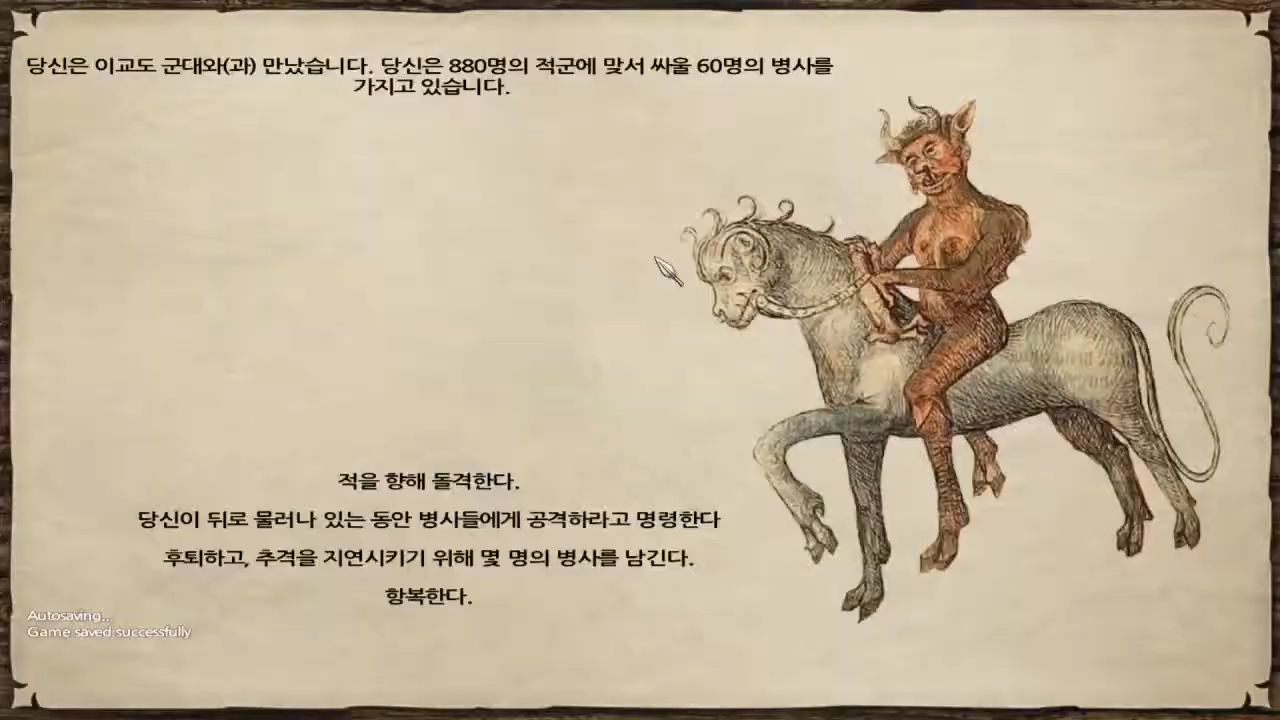 당신은 이교도 군대와(과) 만났습니다. 당신은 880명의 적군에 맞서 싸울 60명의 병사를
가지고 있습니다.
적을 향해 돌격한다.
당신이 뒤로 물러나 있는 동안 병사들에게 공격하라고 명령한다
후퇴하고, 추격을 지연시키기 위해 몇 명의 병사를 남긴다.
항복한다.
Autosaving...
Game saved successfully